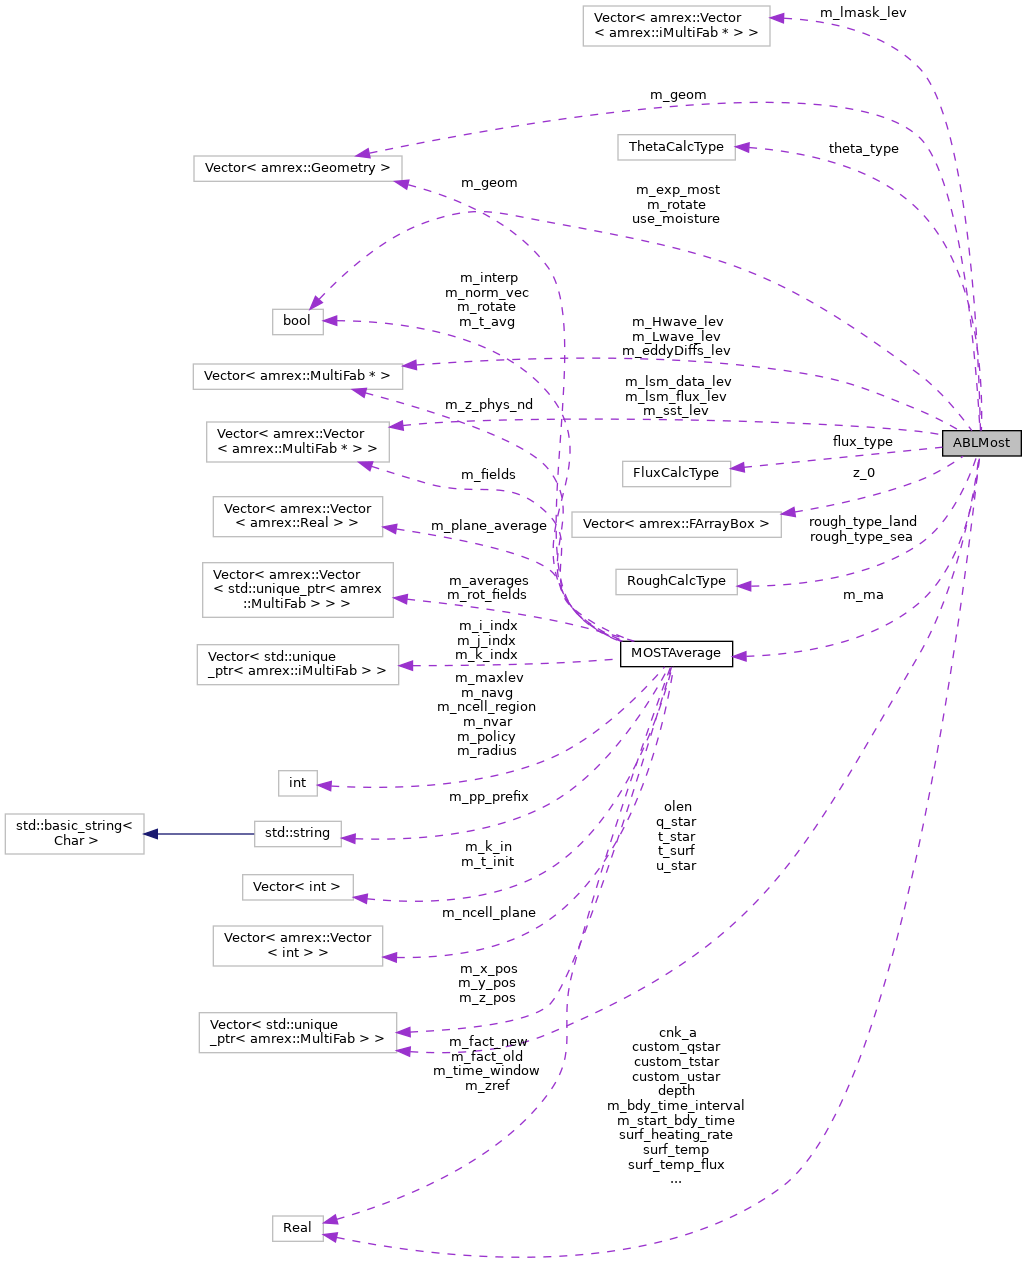 Vector< amrex::Vector
< amrex::iMultiFab * > >
m_lmask_lev
m_geom
ThetaCalcType
theta_type
Vector< amrex::Geometry >
m_geom
m_exp_most
m_rotate
use_moisture
m_interp
m_norm_vec
m_rotate
m_t_avg
bool
m_Hwave_lev
m_Lwave_lev
m_eddyDiffs_lev
Vector< amrex::MultiFab * >
m_z_phys_nd
m_lsm_data_lev
m_lsm_flux_lev
m_sst_lev
Vector< amrex::Vector
< amrex::MultiFab * > >
ABLMost
flux_type
FluxCalcType
m_fields
z_0
Vector< amrex::Vector
< amrex::Real > >
m_plane_average
Vector< amrex::FArrayBox >
rough_type_land
rough_type_sea
Vector< amrex::Vector
< std::unique_ptr< amrex
::MultiFab > > >
m_averages
m_rot_fields
RoughCalcType
m_ma
m_i_indx
m_j_indx
m_k_indx
MOSTAverage
Vector< std::unique
_ptr< amrex::iMultiFab > >
m_maxlev
m_navg
m_ncell_region
m_nvar
m_policy
m_radius
int
m_pp_prefix
std::basic_string<
Char >
std::string
olen
q_star
t_star
t_surf
u_star
m_k_in
m_t_init
Vector< int >
m_ncell_plane
Vector< amrex::Vector
< int > >
m_x_pos
m_y_pos
m_z_pos
Vector< std::unique
_ptr< amrex::MultiFab > >
m_fact_new
m_fact_old
m_time_window
m_zref
cnk_a
custom_qstar
custom_tstar
custom_ustar
depth
m_bdy_time_interval
m_start_bdy_time
surf_heating_rate
surf_temp
surf_temp_flux
...
Real